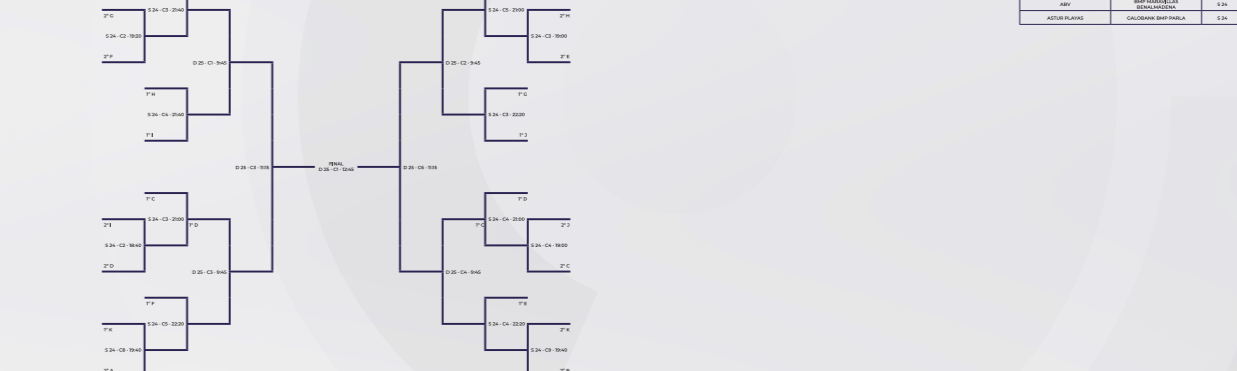 S 24 - C3 - 21:40
2º G
S 24 - C2 - 19:20
2º F
D 25 - C1 - 9:45
1º H
S 24 - C4 - 21:40
1º I
D 25 - C3 - 11:15
1º C
S 24 - C3 - 21:00
2º I
1º D
S 24 - C2 - 18:40
2º D
D 25 - C3 - 9:45
1º F
S 24 - C5 - 22:20
1º K
S 24 - C8 - 19:40
FINAL
D 25 - C1 - 12:45
S 24 - C5 - 21:00
2º H
S 24 - C3 - 19:00
2º E
D 25 - C2 - 9:45
1º G
S 24 - C3 - 22:20
1º J
D 25 - C6 - 11:15
1º D
S 24 - C4 - 21:00
2º J
1º C
S 24 - C4 - 19:00
2º C
D 25 - C4 - 9:45
1º E
S 24 - C4 - 22:20
2º K
S 24 - C9 - 19:40
ABV
BMP MARAVILLAS
BENALMÁDENA
S 24
ASTUR PLAYAS
GALOBANK BMP PARLA
S 24